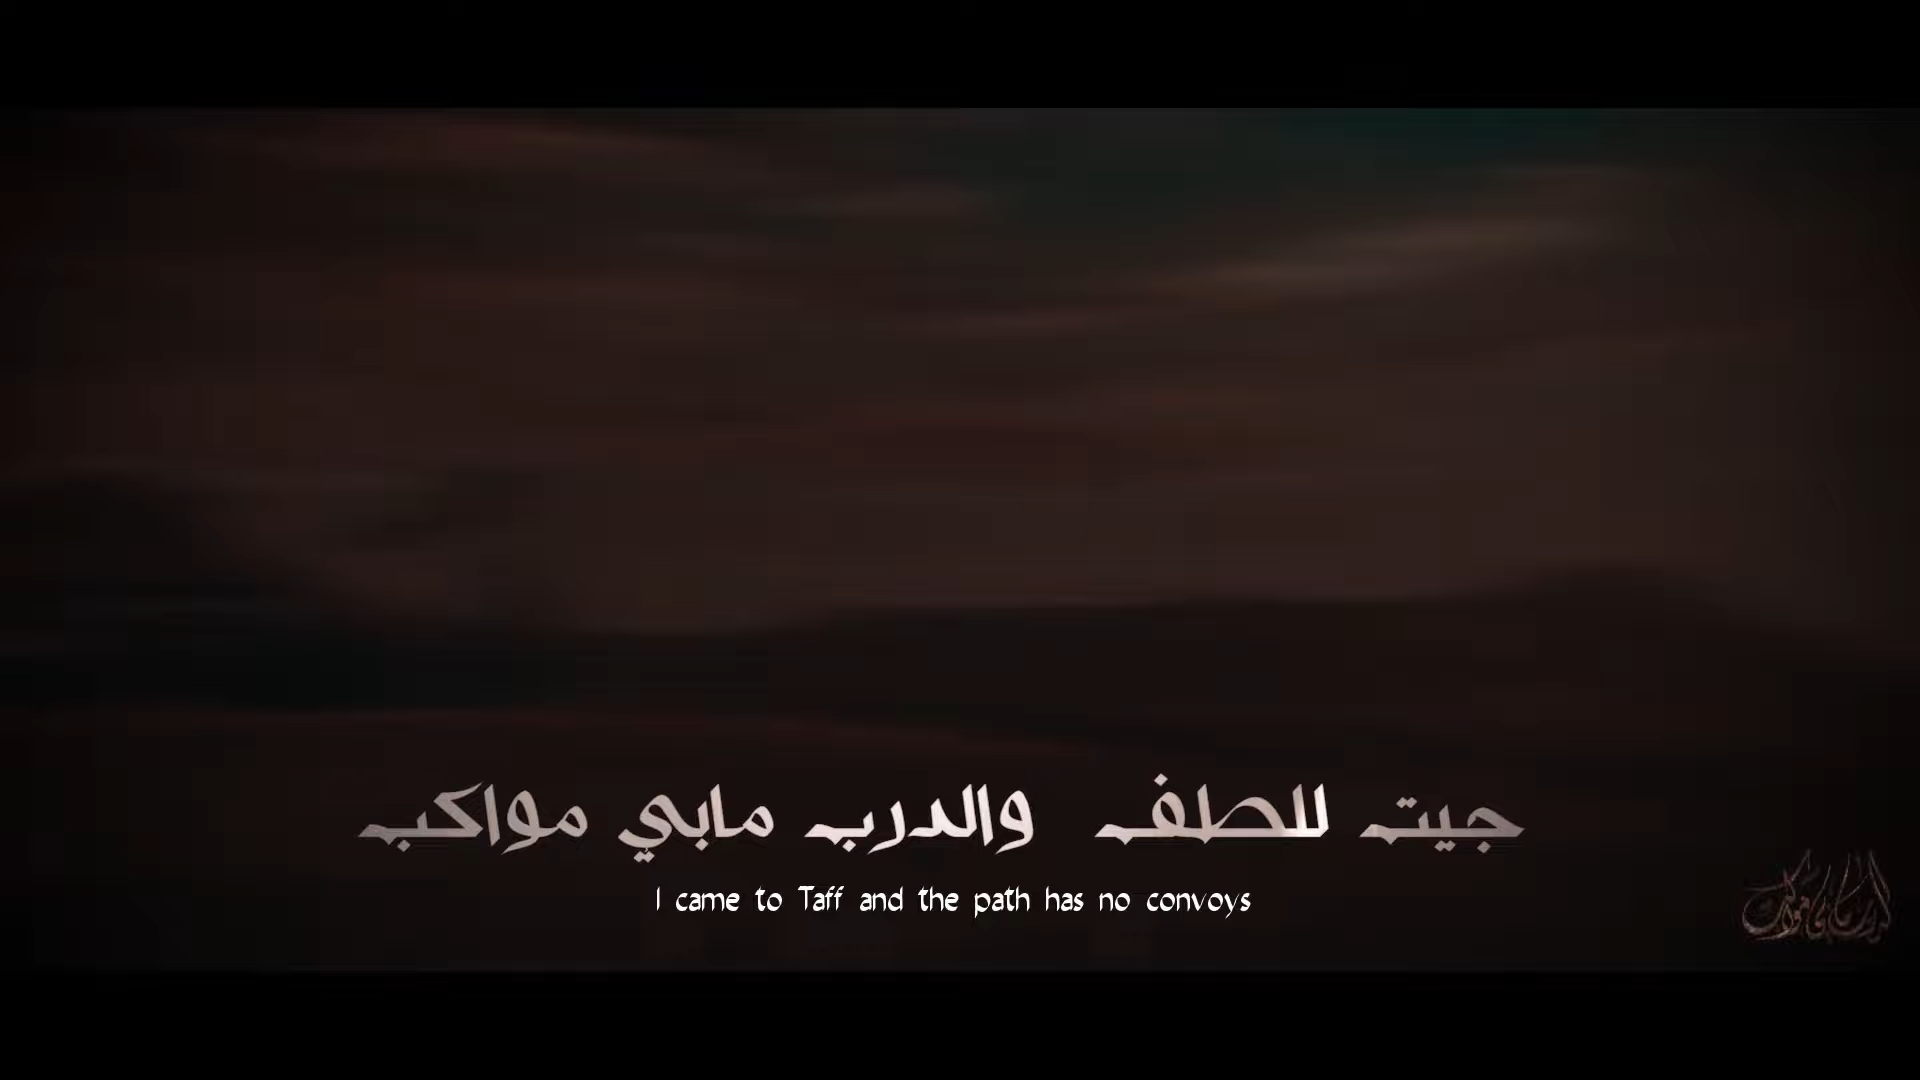 جيت للطف والدرب مابي مواكب
I came to Taff and the path has no convoys